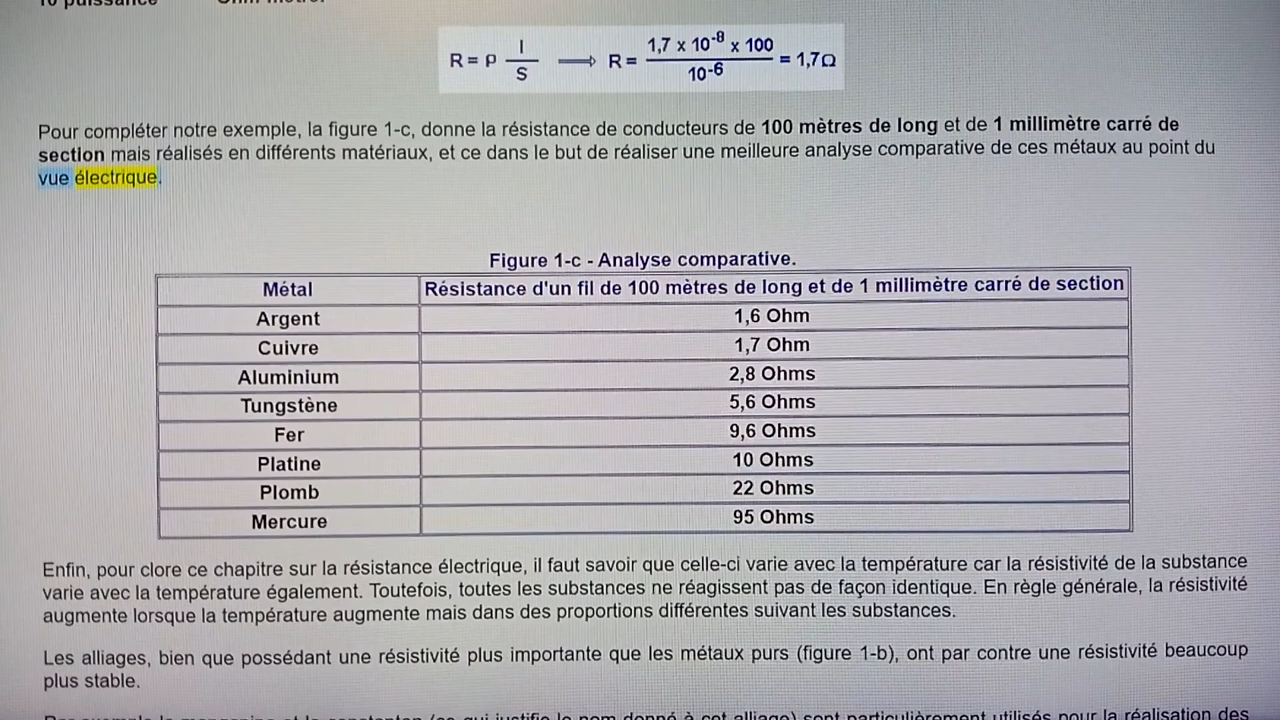 R = ρ l / S ⟹ R = 1,7 x 10⁻⁸ x 100 / 10⁻⁶ = 1,7Ω
Pour compléter notre exemple, la figure 1-c, donne la résistance de conducteurs de 100 mètres de long et de 1 millimètre carré de
section mais réalisés en différents matériaux, et ce dans le but de réaliser une meilleure analyse comparative de ces métaux au point du
vue électrique.
Figure 1-c - Analyse comparative.
Métal Résistance d'un fil de 100 mètres de long et de 1 millimètre carré de section
Argent 1,6 Ohm
Cuivre 1,7 Ohm
Aluminium 2,8 Ohms
Tungstène 5,6 Ohms
Fer 9,6 Ohms
Platine 10 Ohms
Plomb 22 Ohms
Mercure 95 Ohms
Enfin, pour clore ce chapitre sur la résistance électrique, il faut savoir que celle-ci varie avec la température car la résistivité de la substance
varie avec la température également. Toutefois, toutes les substances ne réagissent pas de façon identique. En règle générale, la résistivité
augmente lorsque la température augmente mais dans des proportions différentes suivant les substances.
Les alliages, bien que possédant une résistivité plus importante que les métaux purs (figure 1-b), ont par contre une résistivité beaucoup
plus stable.